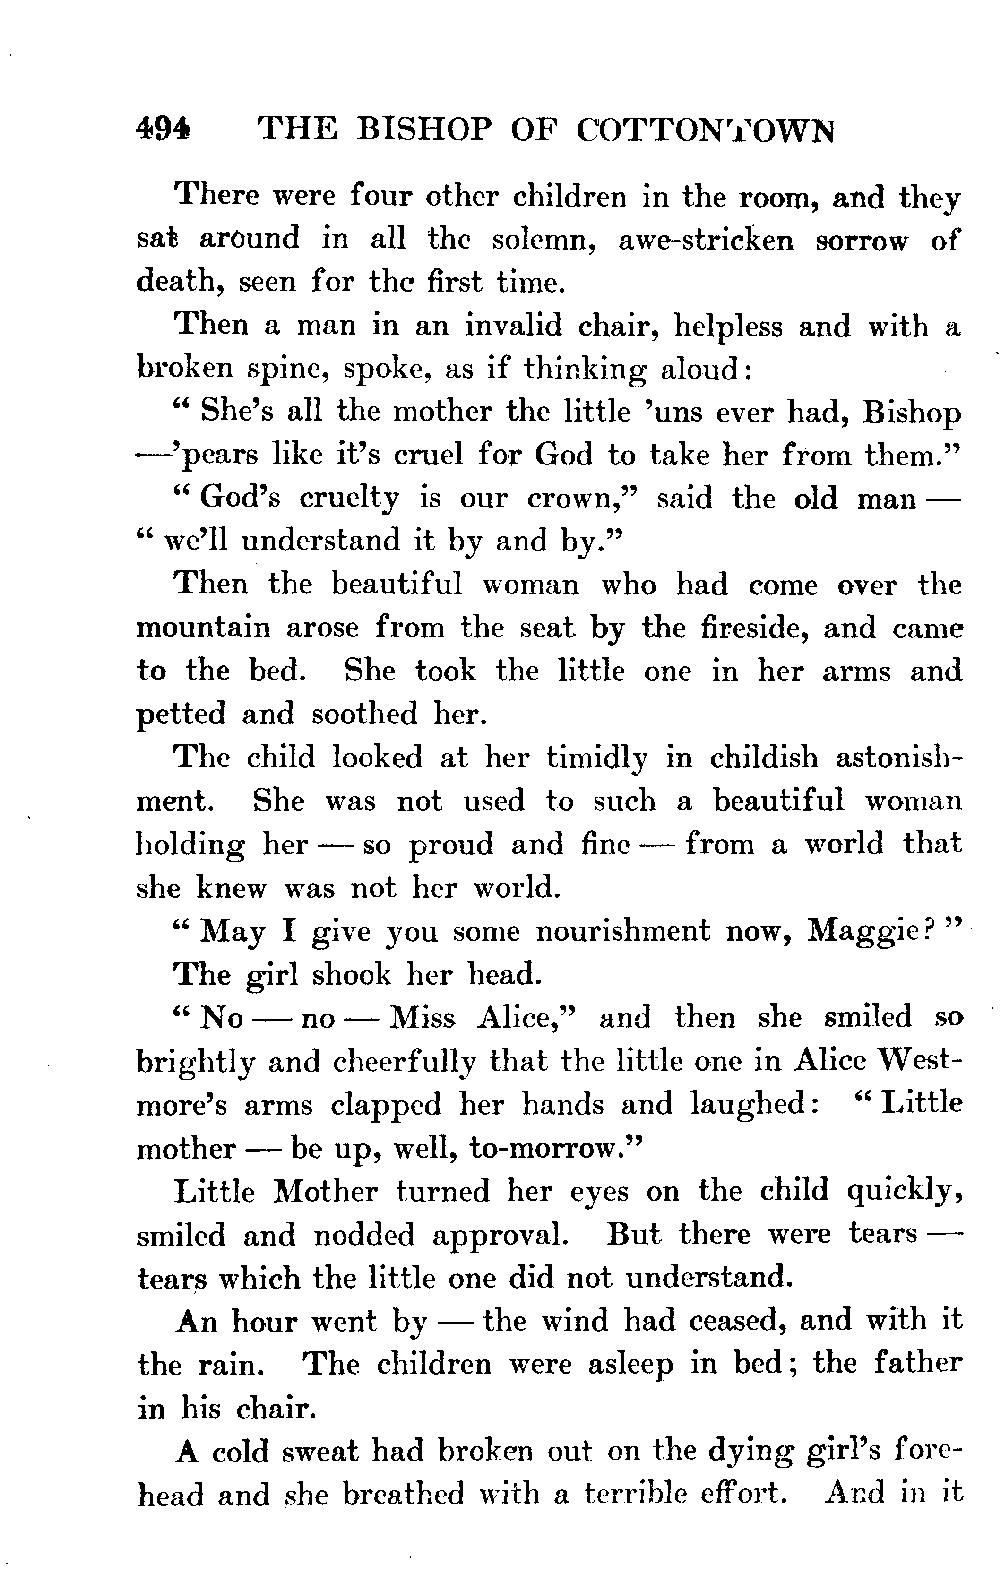 494 THE BISHOP OF COTTONTOWN
There were four other children in the room, and they
sat around in all the solemn, awe-stricken sorrow of
death, seen for the first time.
Then a man in an invalid chair, helpless and with a
broken spine, spoke, as if thinking aloud:
“ She’s all the mother the little ’uns ever had, Bishop
—’pears like it’s cruel for God to take her from them.”
“ God’s cruelty is our crown,” said the old man —
“ we’ll understand it by and by.”
Then the beautiful woman who had come over the
mountain arose from the seat by the fireside, and came
to the bed. She took the little one in her arms and
petted and soothed her.
The child looked at her timidly in childish astonish-
ment. She was not used to such a beautiful woman
holding her — so proud and fine — from a world that
she knew was not her world.
“ May I give you some nourishment now, Maggie? ”
The girl shook her head.
“ No — no — Miss Alice,” and then she smiled so
brightly and cheerfully that the little one in Alice West-
more’s arms clapped her hands and laughed: “ Little
mother — be up, well, to-morrow.”
Little Mother turned her eyes on the child quickly,
smiled and nodded approval. But there were tears —
tears which the little one did not understand.
An hour went by — the wind had ceased, and with it
the rain. The children were asleep in bed; the father
in his chair.
A cold sweat had broken out on the dying girl’s fore-
head and she breathed with a terrible effort. And in it